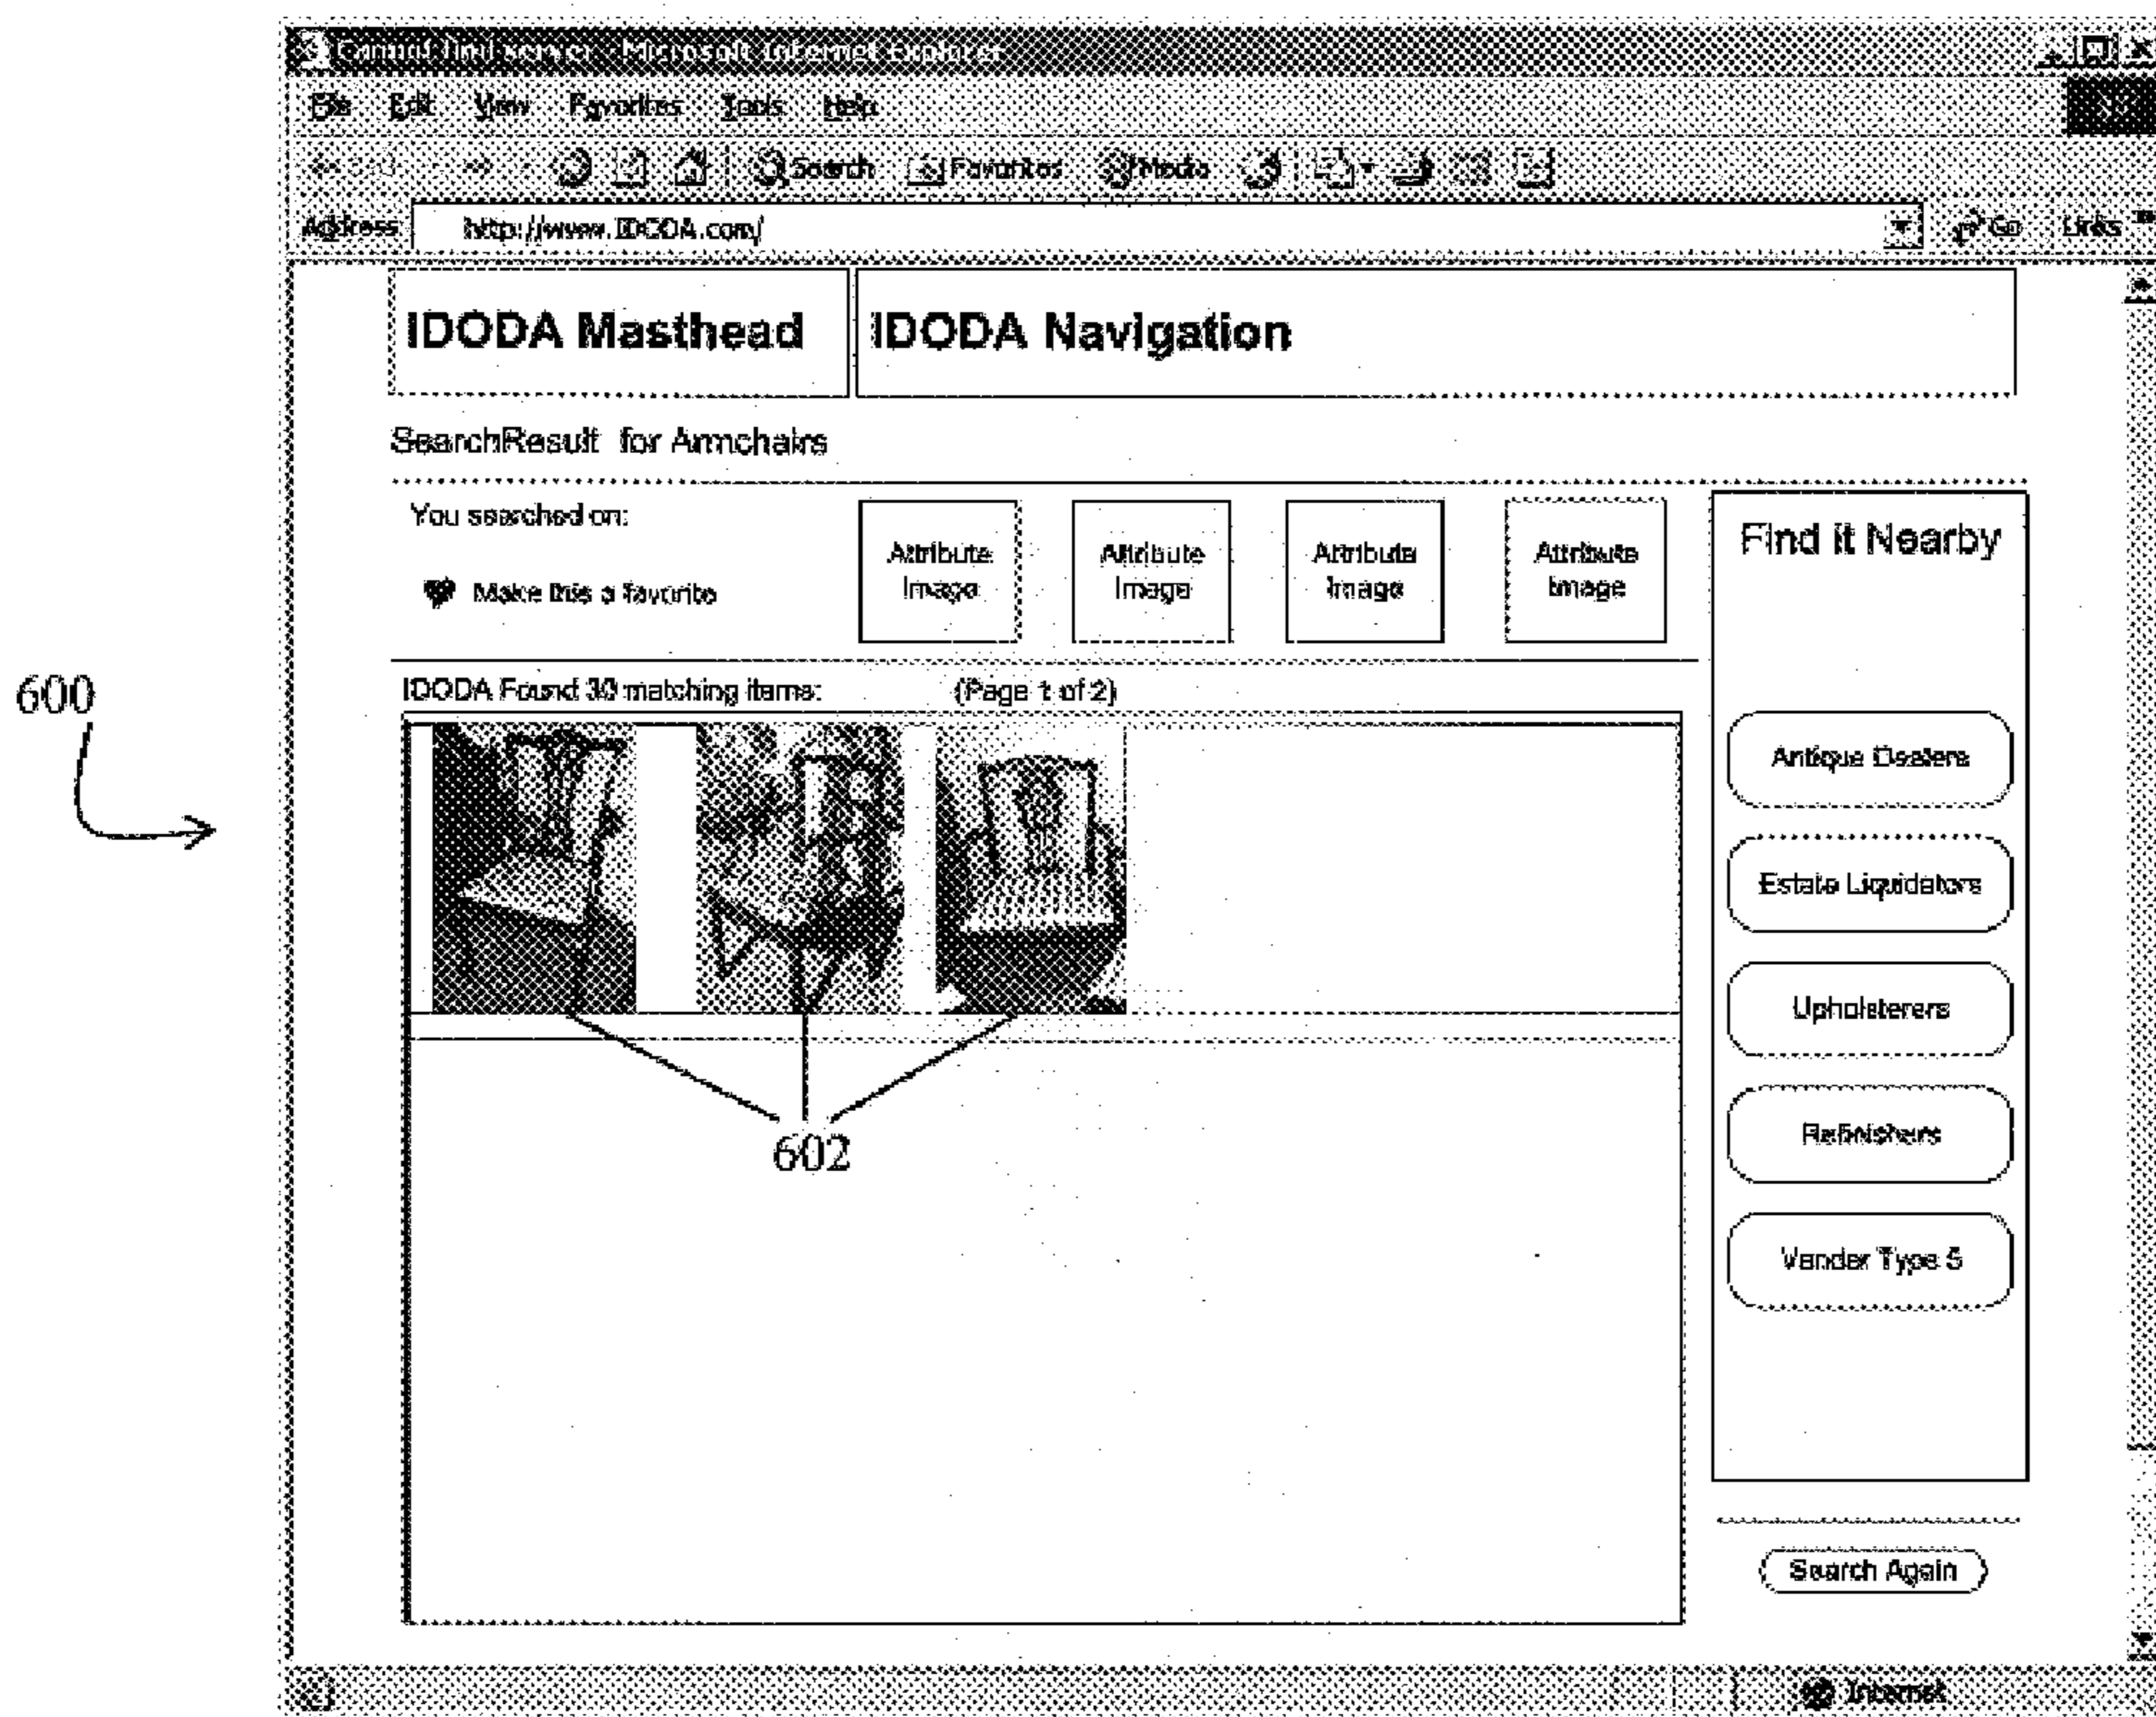 Cannot find server - Microsoft Internet Explorer
File Edit View Favorites Tools Help
Search Favorites Media
Address http://www.IDODA.com/ Go Links
IDODA Masthead IDODA Navigation
SearchResult for Armchairs
You searched on:
Make this a favorite
Attribute Image
Attribute Image
Attribute Image
Attribute Image
Find it Nearby
600
IDODA Found 30 matching items: (Page 1 of 2)
Antique Dealers
Estate Liquidators
Upholsterers
602
Refinishers
Vendor Type 5
Search Again
Internet